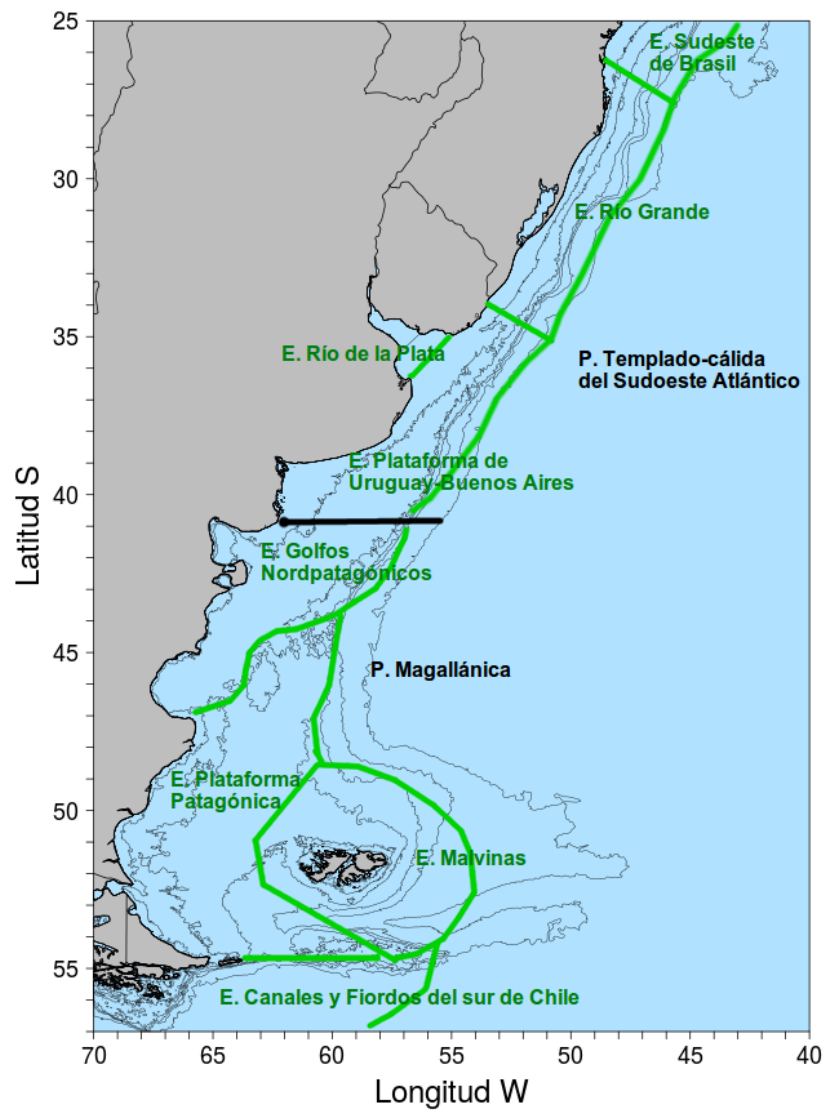 25
E. Sudeste
de Brasil
30
E. Río Grande
35
E. Río de la Plata
P. Templado-cálida
del Sudoeste Atlántico
Latitud S
E. Plataforma de
Uruguay-Buenos Aires
40
E. Golfos
Nordpatagónicos
45
P. Magallánica
E. Plataforma
Patagónica
50
E. Malvinas
55
E. Canales y Fiordos del sur de Chile
70 65 60 55 50 45 40
Longitud W